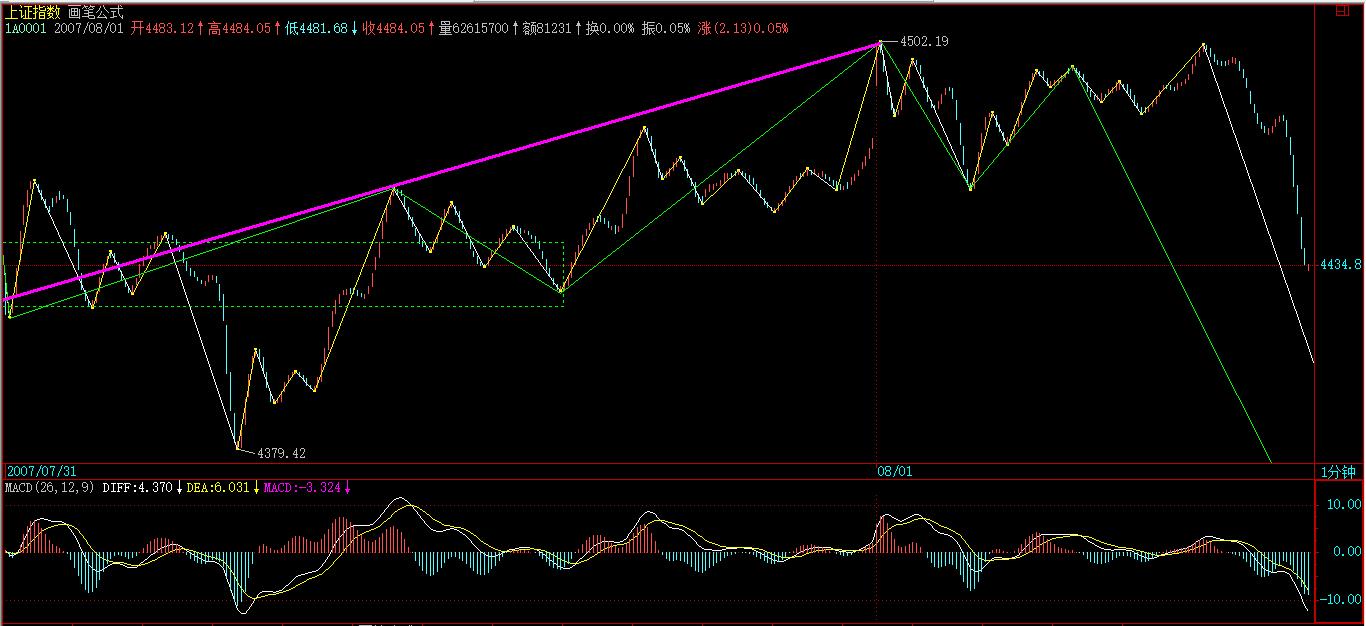 上证指数 画笔公式
1A0001 2007/08/01 开4483.12↑高4484.05↑低4481.68↓收4484.05↑量62615700↑额81231↑换0.00% 振0.05% 涨(2.13)0.05%
4502.19
4434.8
4379.42
2007/07/31 08/01 1分钟
MACD(26,12,9) DIFF:4.370↓DEA:6.031↓MACD:-3.324↓
10.00
0.00
-10.00